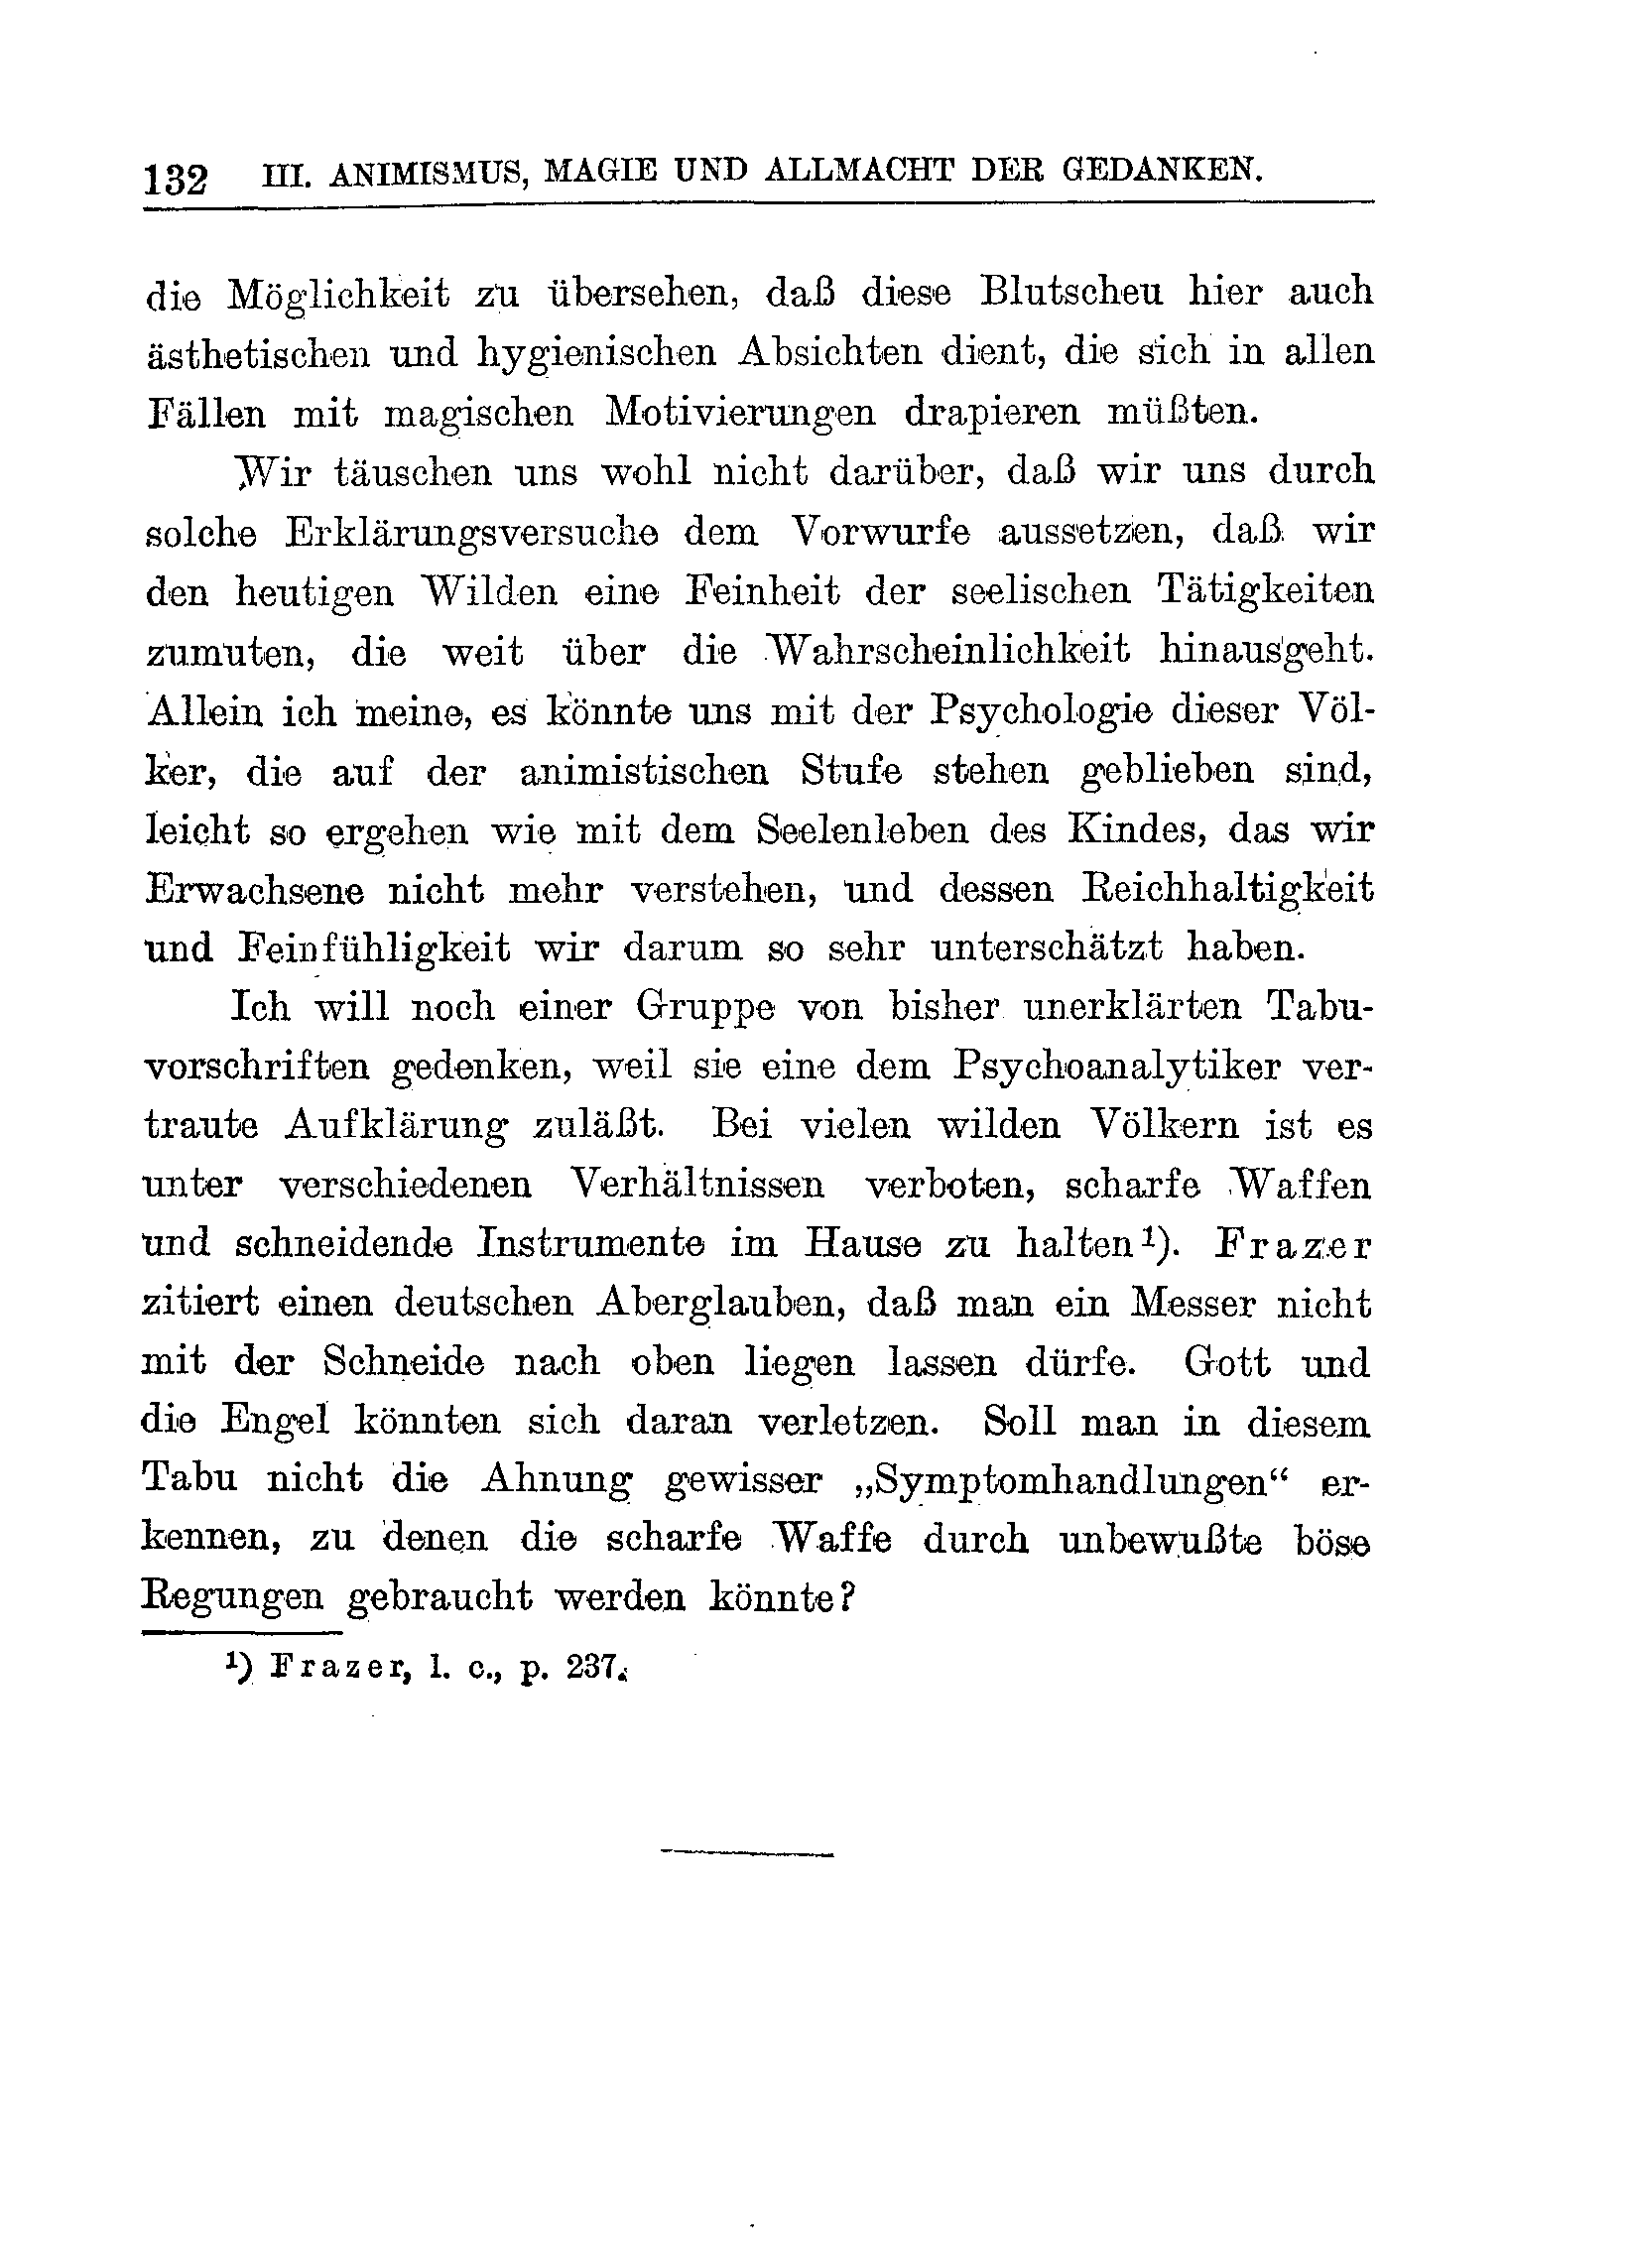 132 III. ANIMISMUS, MAGIE UND ALLMACHT DER GEDANKEN.
die Möglichkeit zu übersehen, daß diese Blutscheu hier auch
ästhetischen und hygienischen Absichten dient, die sich in allen
Fällen mit magischen Motivierungen drapieren müßten.
Wir täuschen uns wohl nicht darüber, daß wir uns durch
solche Erklärungsversuche dem Vorwurfe aussetzen, daß wir
den heutigen Wilden eine Feinheit der seelischen Tätigkeiten
zumuten, die weit über die Wahrscheinlichkeit hinausgeht.
Allein ich meine, es könnte uns mit der Psychologie dieser Völ-
ker, die auf der animistischen Stufe stehen geblieben sind,
leicht so ergehen wie mit dem Seelenleben des Kindes, das wir
Erwachsene nicht mehr verstehen, und dessen Reichhaltigkeit
und Feinfühligkeit wir darum so sehr unterschätzt haben.
Ich will noch einer Gruppe von bisher unerklärten Tabu-
vorschriften gedenken, weil sie eine dem Psychoanalytiker ver-
traute Aufklärung zuläßt. Bei vielen wilden Völkern ist es
unter verschiedenen Verhältnissen verboten, scharfe Waffen
und schneidende Instrumente im Hause zu halten¹). Frazer
zitiert einen deutschen Aberglauben, daß man ein Messer nicht
mit der Schneide nach oben liegen lassen dürfe. Gott und
die Engel könnten sich daran verletzen. Soll man in diesem
Tabu nicht die Ahnung gewisser „Symptomhandlungen“ er-
kennen, zu denen die scharfe Waffe durch unbewußte böse
Regungen gebraucht werden könnte?
¹) Frazer, l. c., p. 237.